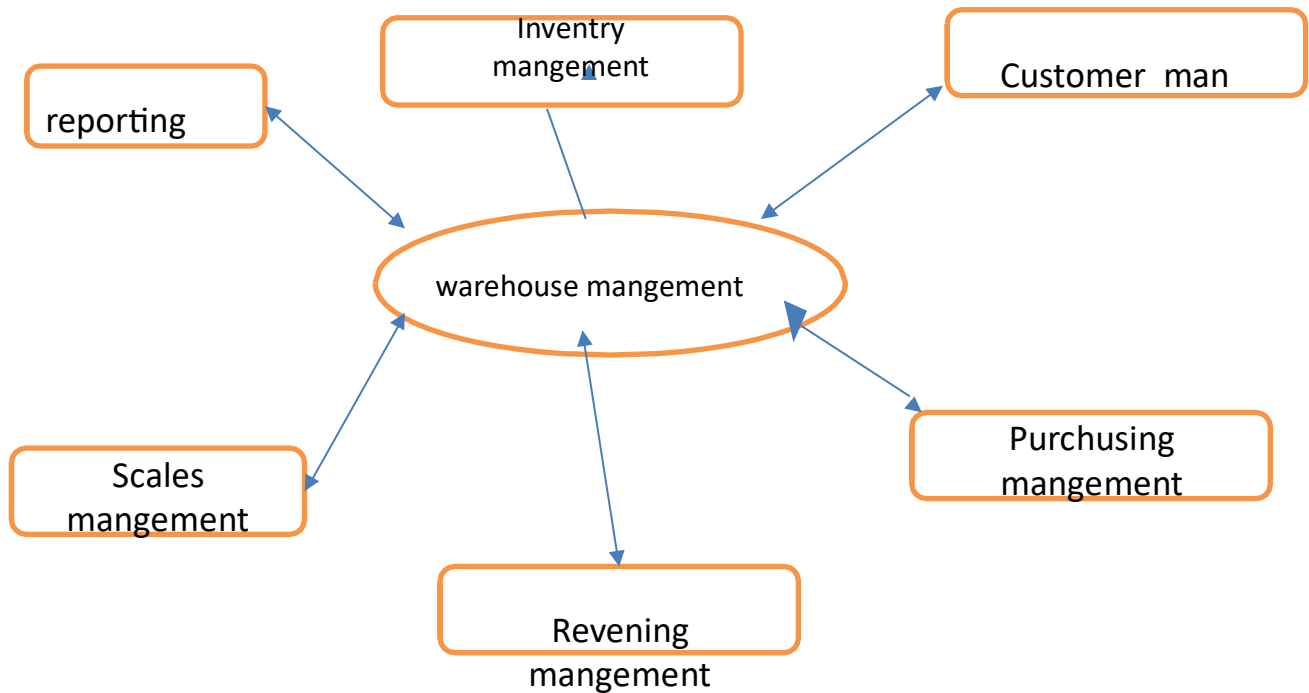 Inventry
mangement
Customer man
reporting
warehouse mangement
Purchusing
mangement
Scales
mangement
Revening
mangement